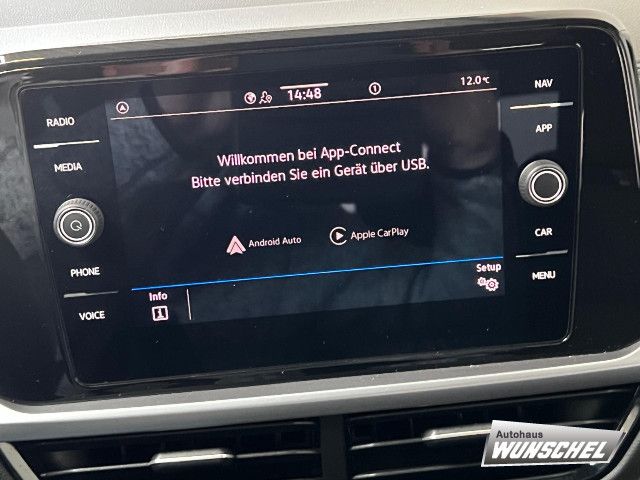 14:48
1
12.0°C
RADIO
MEDIA
PHONE
VOICE
NAV
APP
CAR
MENU
Willkommen bei App-Connect
Bitte verbinden Sie ein Gerät über USB.
Android Auto
Apple CarPlay
Info
Setup
Autohaus
WUNSCHEL